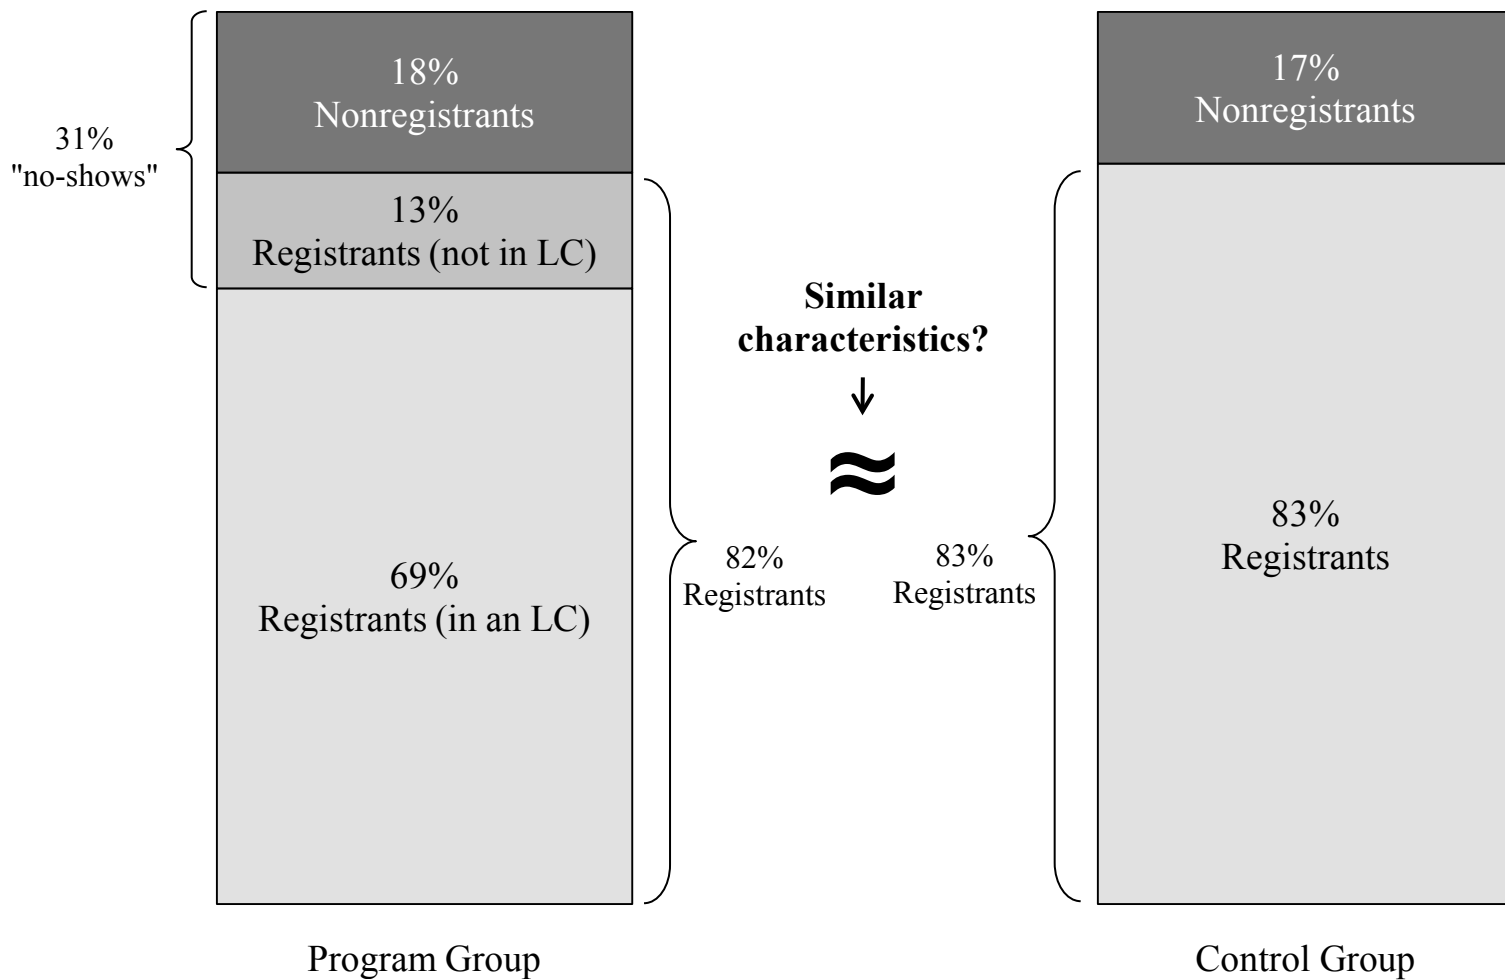 31%
"no-shows"
18%
Nonregistrants
13%
Registrants (not in LC)
69%
Registrants (in an LC)
82%
Registrants
Similar
characteristics?
↓
≈
83%
Registrants
17%
Nonregistrants
83%
Registrants
Program Group
Control Group